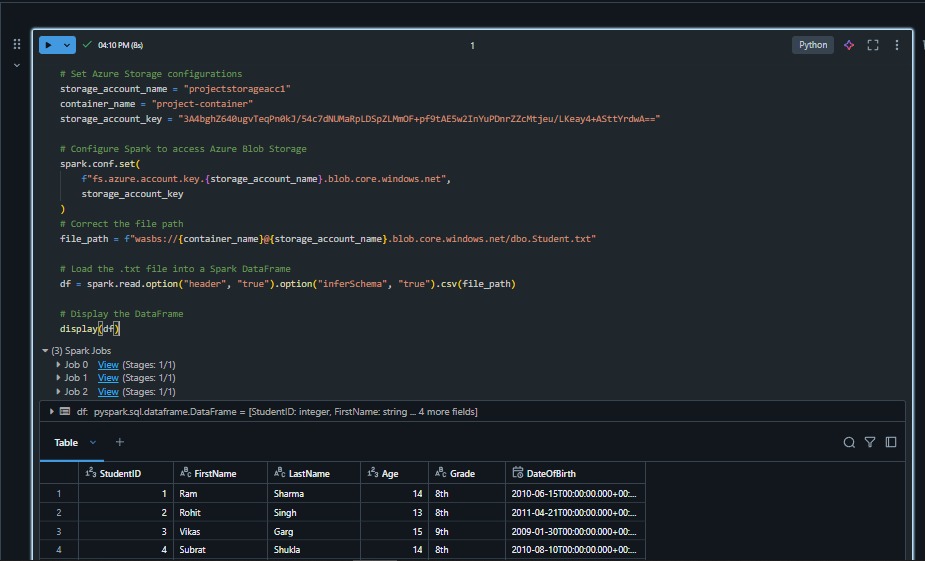 04:10 PM (8s)
1
Python
# Set Azure Storage configurations
storage_account_name = "projectstorageacc1"
container_name = "project-container"
storage_account_key = "3A4bghZ640ugvTeqPn0kJ/54c7dNUMaRpLDSpZLMmOF+pf9tAE5w2InYuPDnrZZcMtjeu/LKeay4+ASttYrdwA=="
# Configure Spark to access Azure Blob Storage
spark.conf.set(
f"fs.azure.account.key.{storage_account_name}.blob.core.windows.net",
storage_account_key
)
# Correct the file path
file_path = f"wasbs://{container_name}@{storage_account_name}.blob.core.windows.net/dbo.Student.txt"
# Load the .txt file into a Spark DataFrame
df = spark.read.option("header", "true").option("inferSchema", "true").csv(file_path)
# Display the DataFrame
display(df)
(3) Spark Jobs
Job 0 View (Stages: 1/1)
Job 1 View (Stages: 1/1)
Job 2 View (Stages: 1/1)
df: pyspark.sql.dataframe.DataFrame = [StudentID: integer, FirstName: string ... 4 more fields]
Table +
StudentID FirstName LastName Age Grade DateOfBirth
1 1 Ram Sharma 14 8th 2010-06-15T00:00:00.000+00:...
2 2 Rohit Singh 13 8th 2011-04-21T00:00:00.000+00:...
3 3 Vikas Garg 15 9th 2009-01-30T00:00:00.000+00:...
4 4 Subrat Shukla 14 8th 2010-08-10T00:00:00.000+00:...